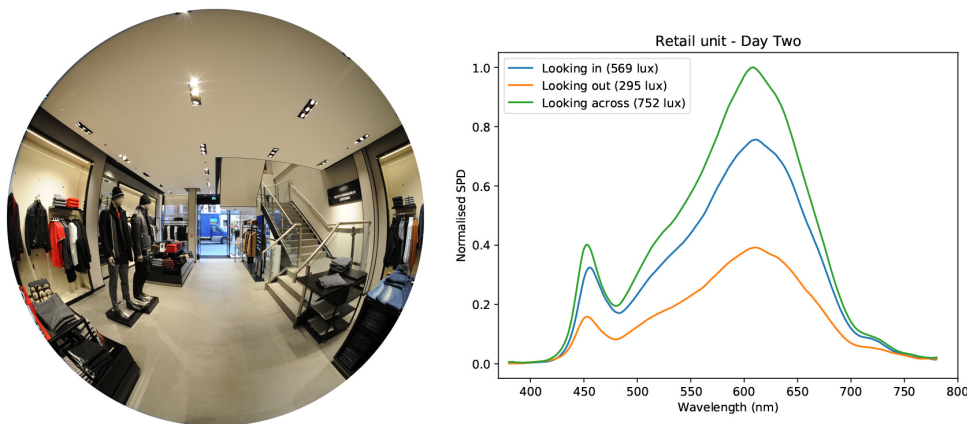 Retail unit - Day Two
Looking in (569 lux)
Looking out (295 lux)
Looking across (752 lux)
Normalised SPD
1.0
0.8
0.6
0.4
0.2
0.0
400
450
500
550
600
650
700
750
800
Wavelength (nm)